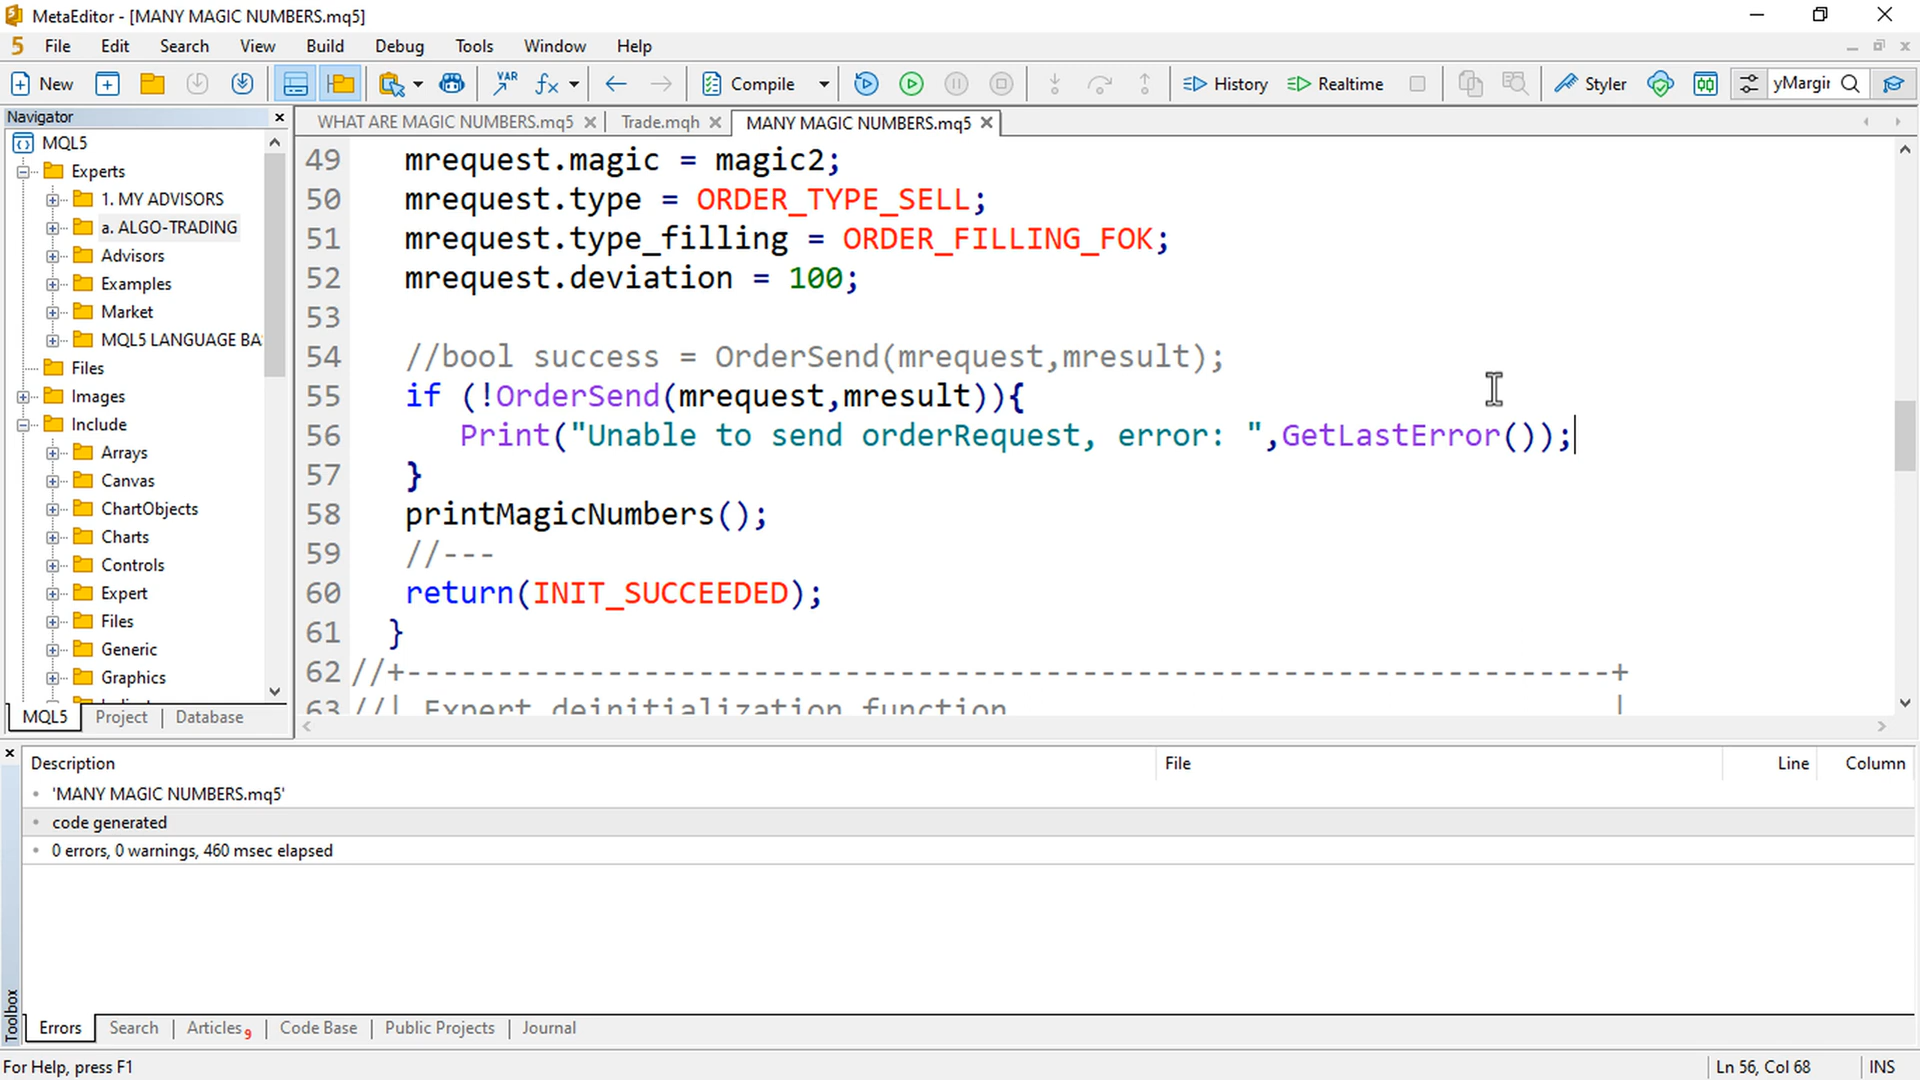 MetaEditor - [MANY MAGIC NUMBERS.mq5]
5 File Edit Search View Build Debug Tools Window Help
New VAR Compile History Realtime Styler yMargin
Navigator
WHAT ARE MAGIC NUMBERS.mq5 Trade.mqh MANY MAGIC NUMBERS.mq5
MQL5
Experts
1. MY ADVISORS
a. ALGO-TRADING
Advisors
Examples
Market
MQL5 LANGUAGE BA
Files
Images
Include
Arrays
Canvas
ChartObjects
Charts
Controls
Expert
Files
Generic
Graphics
MQL5 Project Database
49 mrequest.magic = magic2;
50 mrequest.type = ORDER_TYPE_SELL;
51 mrequest.type_filling = ORDER_FILLING_FOK;
52 mrequest.deviation = 100;
53
54 //bool success = OrderSend(mrequest,mresult);
55 if (!OrderSend(mrequest,mresult)){
56 Print("Unable to send orderRequest, error: ",GetLastError());
57 }
58 printMagicNumbers();
59 //---
60 return(INIT_SUCCEEDED);
61 }
62 //+------------------------------------------------------------------+
63 //| Expert deinitialization function |
Description File Line Column
'MANY MAGIC NUMBERS.mq5'
code generated
0 errors, 0 warnings, 460 msec elapsed
Toolbox
Errors Search Articles 9 Code Base Public Projects Journal
For Help, press F1 Ln 56, Col 68 INS